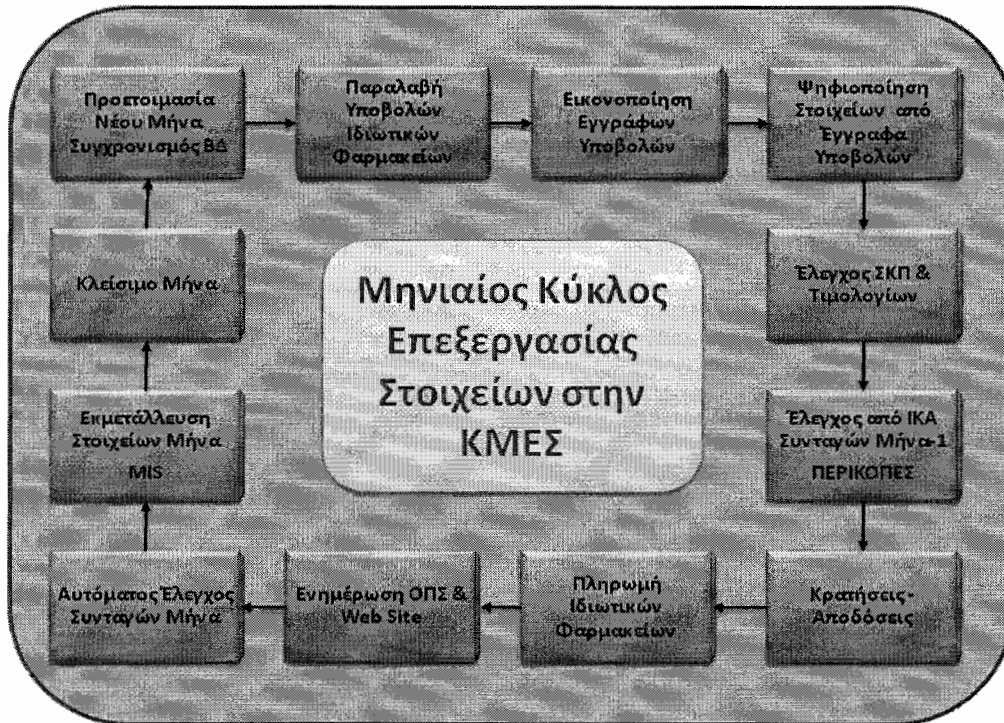 Προετοιμασία
Νέου Μήνα
Συγχρονισμός ΒΔ
Παραλαβή
Υποβολών
Ιδιωτικών
Φαρμακείων
Εικονοποίηση
Εγγράφων
Υποβολών
Ψηφιοποίηση
Στοιχείων από
Έγγραφα
Υποβολών
Έλεγχος ΣΚΠ &
Τιμολογίων
Έλεγχος από ΙΚΑ
Συνταγών Μήνα-1
ΠΕΡΙΚΟΠΕΣ
Κρατήσεις-
Αποδόσεις
Πληρωμή
Ιδιωτικών
Φαρμακείων
Ενημέρωση ΟΠΣ &
Web Site
Αυτόματος Έλεγχος
Συνταγών Μήνα
Εκμετάλλευση
Στοιχείων Μήνα
MIS
Κλείσιμο Μήνα
Μηνιαίος Κύκλος
Επεξεργασίας
Στοιχείων στην
ΚΜΕΣ